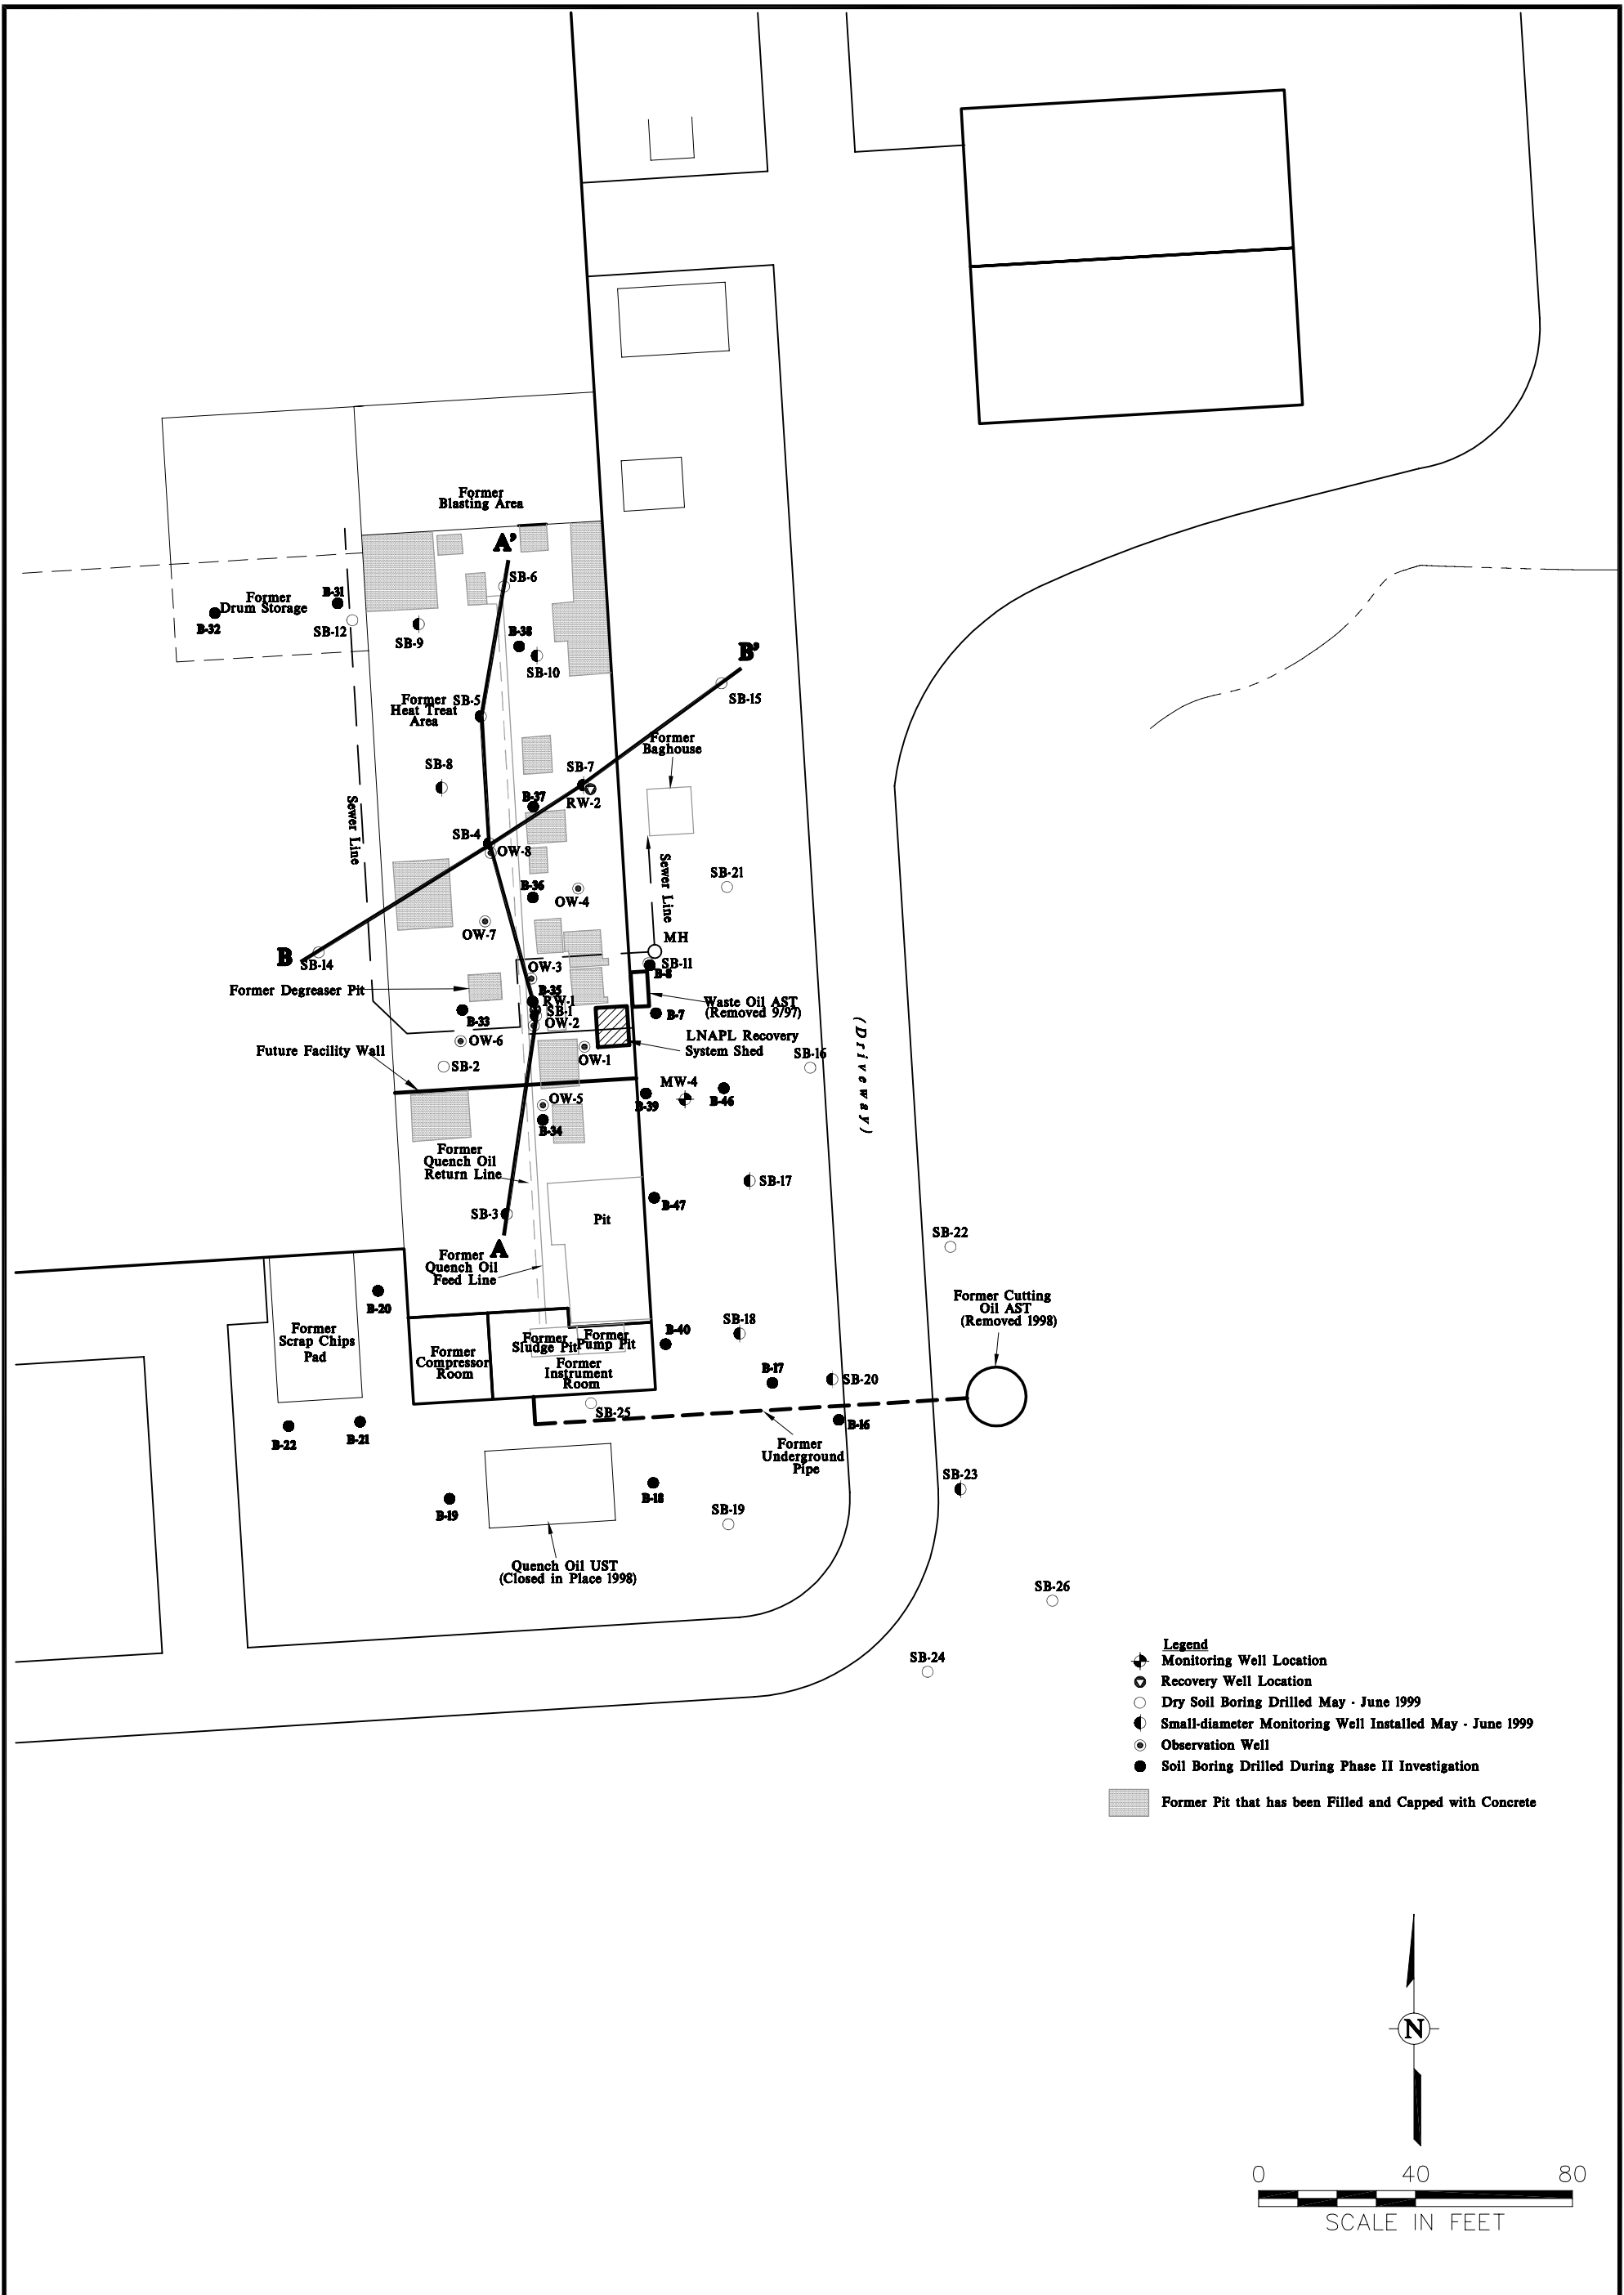 Former
Blasting Area
A'
SB-6
B-31
Former
Drum Storage
B-32
SB-12
SB-9
B-38
SB-10
B'
SB-15
Former SB-5
Heat Treat
Area
Former
Baghouse
SB-8
SB-7
RW-2
B-37
Sewer Line
SB-4
OW-8
Sewer Line
SB-21
B-36
OW-4
OW-7
MH
B
SB-14
SB-11
B-8
OW-3
Former Degreaser Pit
B-35
RW-1
SB-1
OW-2
Waste Oil AST
(Removed 9/97)
B-7
B-33
OW-6
LNAPL Recovery
System Shed
(Driveway)
Future Facility Wall
OW-1
SB-16
SB-2
MW-4
B-39
B-46
OW-5
B-34
Former
Quench Oil
Return Line
SB-17
B-47
SB-3
Pit
A
SB-22
Former
Quench Oil
Feed Line
B-20
Former Cutting
Oil AST
(Removed 1998)
Former
Scrap Chips
Pad
SB-18
Former
Sludge Pit
Former
Pump Pit
B-40
Former
Compressor
Room
Former
Instrument
Room
B-17
SB-20
SB-25
B-16
B-22
B-21
Former
Underground
Pipe
SB-23
B-19
B-18
SB-19
Quench Oil UST
(Closed in Place 1998)
SB-26
SB-24
Legend
Monitoring Well Location
Recovery Well Location
Dry Soil Boring Drilled May - June 1999
Small-diameter Monitoring Well Installed May - June 1999
Observation Well
Soil Boring Drilled During Phase II Investigation
Former Pit that has been Filled and Capped with Concrete
N
0 40 80
SCALE IN FEET